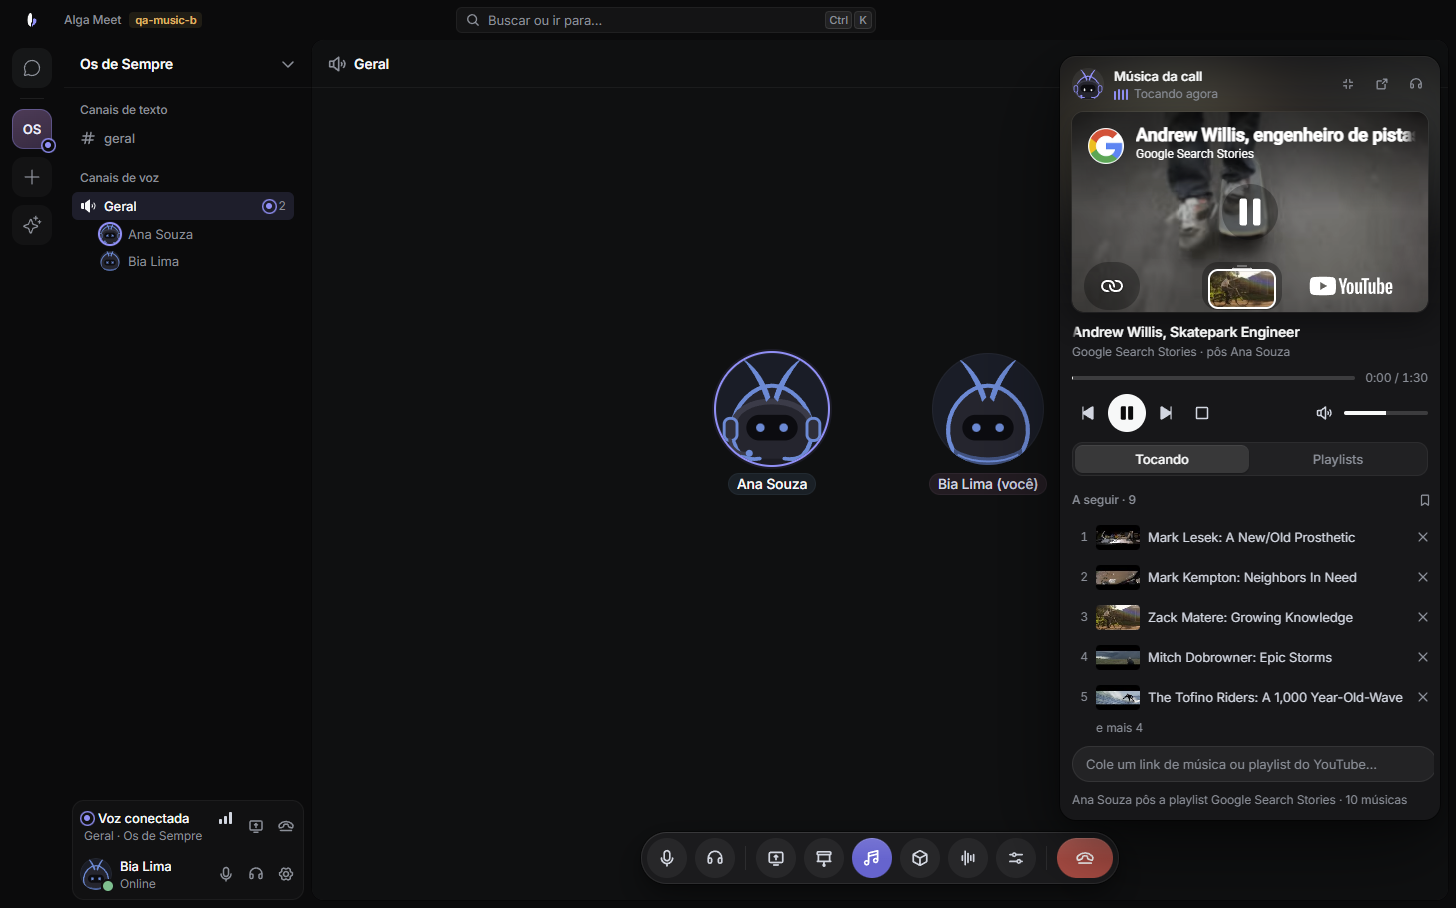 Alga Meet
qa-music-b
Buscar ou ir para...
Ctrl
K
OS
Os de Sempre
Canais de texto
geral
Canais de voz
Geral
2
Ana Souza
Bia Lima
Geral
Ana Souza
Bia Lima (você)
Voz conectada
Geral · Os de Sempre
Bia Lima
Online
Música da call
Tocando agora
Andrew Willis, engenheiro de pista
Google Search Stories
YouTube
Andrew Willis, Skatepark Engineer
Google Search Stories · pôs Ana Souza
0:00 / 1:30
Tocando
Playlists
A seguir · 9
1 Mark Lesek: A New/Old Prosthetic
2 Mark Kempton: Neighbors In Need
3 Zack Matere: Growing Knowledge
4 Mitch Dobrowner: Epic Storms
5 The Tofino Riders: A 1,000 Year-Old-Wave
e mais 4
Cole um link de música ou playlist do YouTube...
Ana Souza pôs a playlist Google Search Stories · 10 músicas